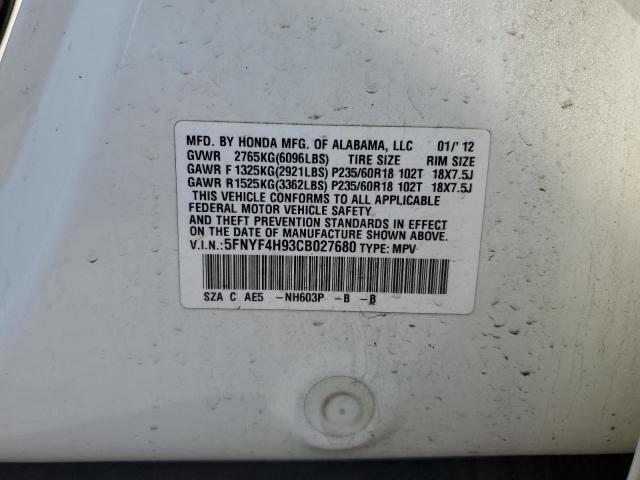 MFD. BY HONDA MFG. OF ALABAMA, LLC 01/'12
GVWR 2765KG(6096LBS) TIRE SIZE RIM SIZE
GAWR F 1325KG(2921LBS) P235/60R18 102T 18X7.5J
GAWR R 1525KG(3362LBS) P235/60R18 102T 18X7.5J
THIS VEHICLE CONFORMS TO ALL APPLICABLE
FEDERAL MOTOR VEHICLE SAFETY
AND THEFT PREVENTION STANDARDS IN EFFECT
ON THE DATE OF MANUFACTURE SHOWN ABOVE.
V.I.N.: 5FNYF4H93CB027680 TYPE: MPV
SZA C AE5 -NH603P -B -B